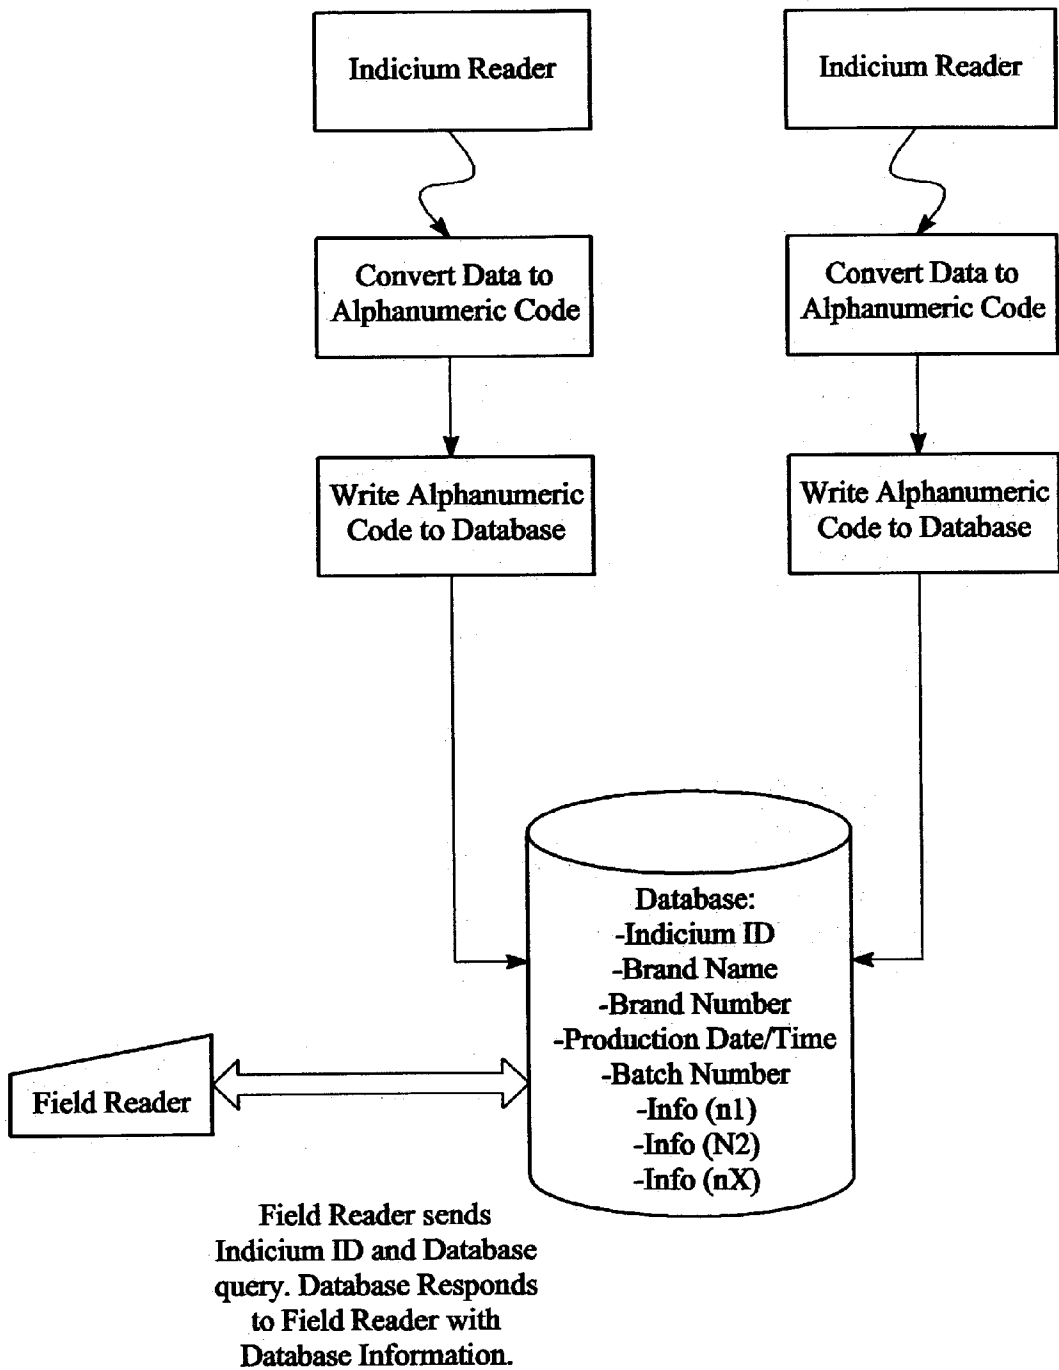 Indicium Reader
Indicium Reader
Convert Data to
Alphanumeric Code
Convert Data to
Alphanumeric Code
Write Alphanumeric
Code to Database
Write Alphanumeric
Code to Database
Database:
-Indicium ID
-Brand Name
-Brand Number
-Production Date/Time
-Batch Number
-Info (n1)
-Info (N2)
-Info (nX)
Field Reader
Field Reader sends
Indicium ID and Database
query. Database Responds
to Field Reader with
Database Information.